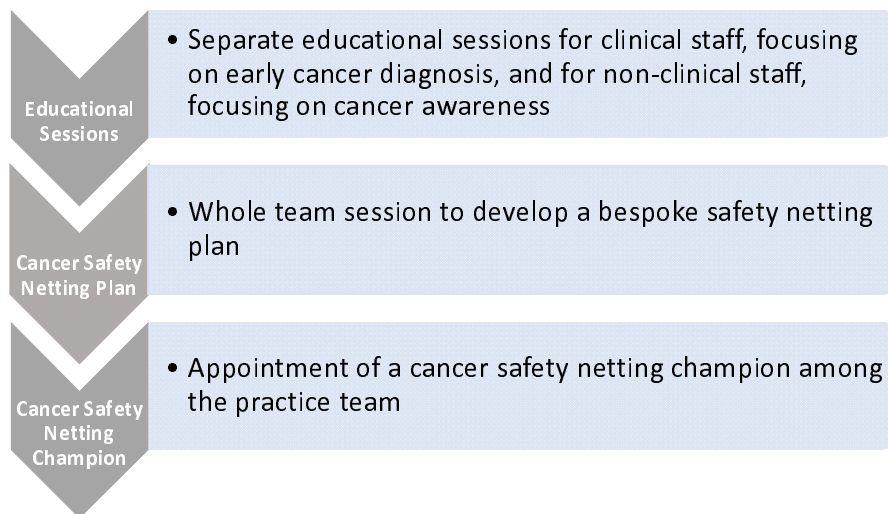 Educational
Sessions
• Separate educational sessions for clinical staff, focusing
on early cancer diagnosis, and for non-clinical staff,
focusing on cancer awareness
Cancer Safety
Netting Plan
• Whole team session to develop a bespoke safety netting
plan
Cancer Safety
Netting
Champion
• Appointment of a cancer safety netting champion among
the practice team